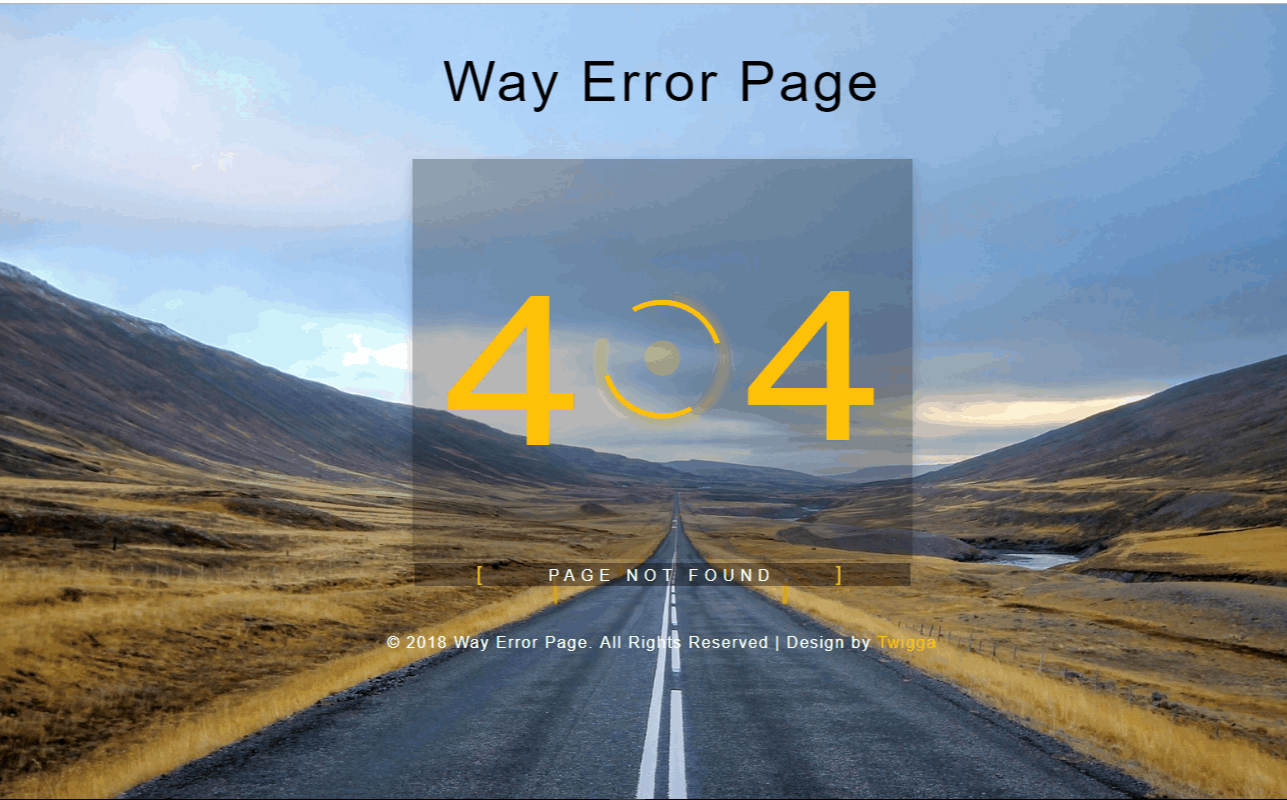 Way Error Page
4 4
[ PAGE NOT FOUND ]
© 2018 Way Error Page. All Rights Reserved | Design by Twigga